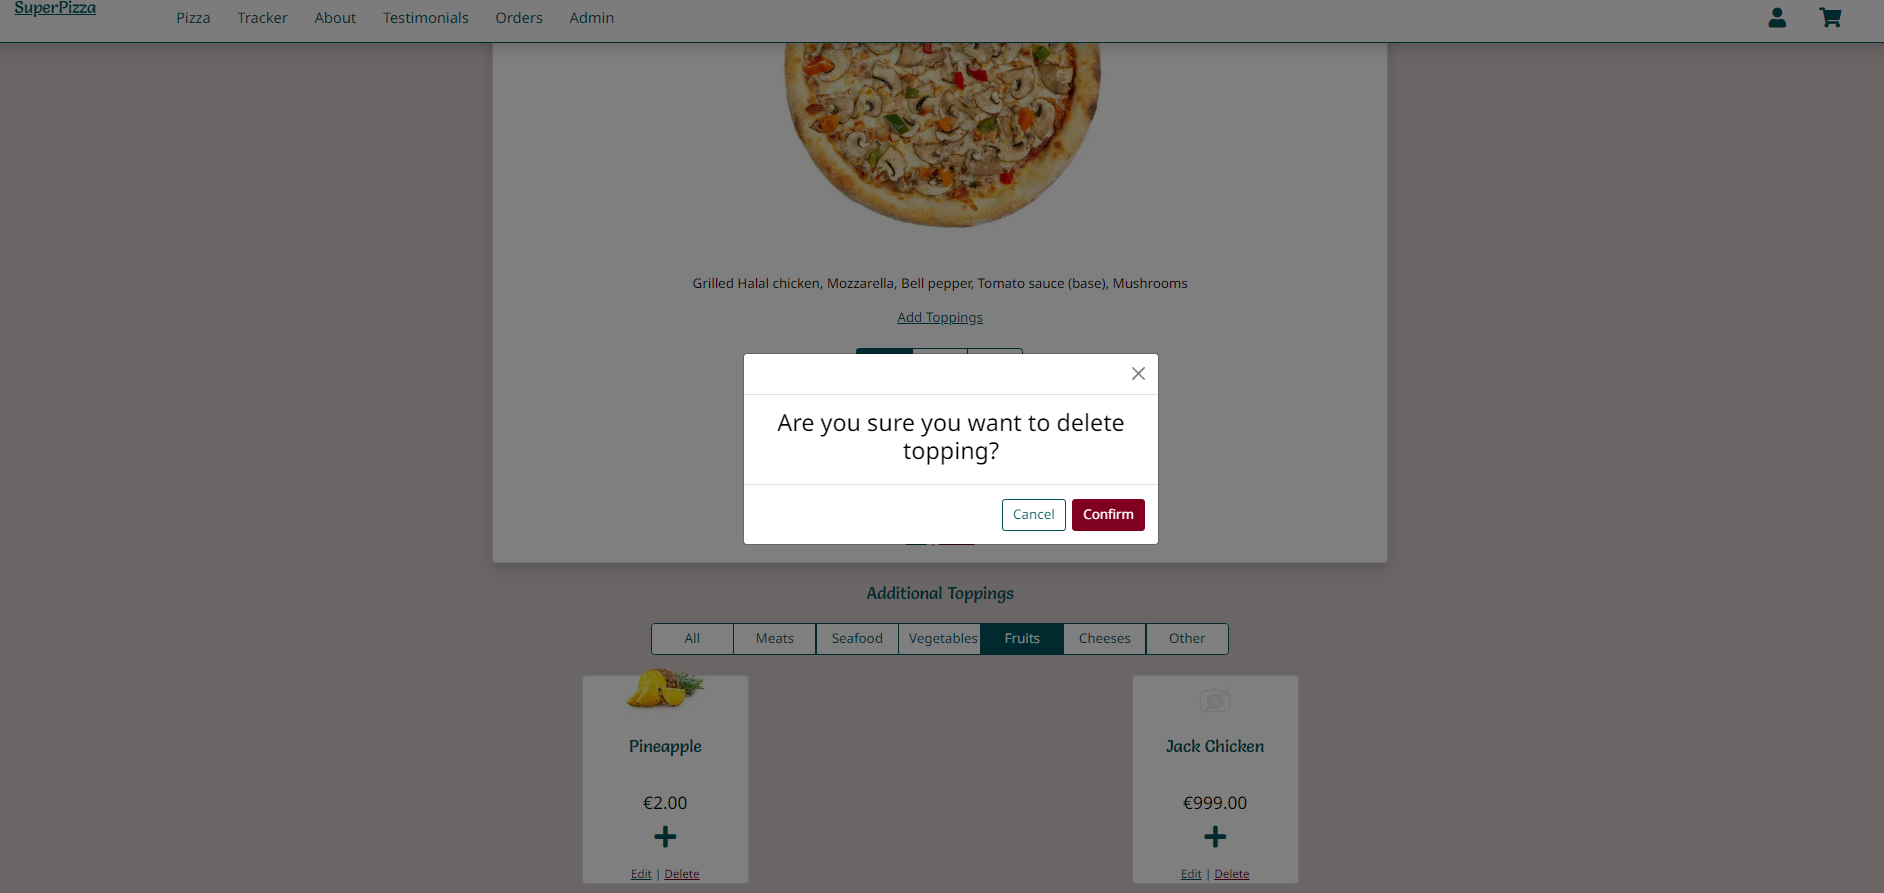 SuperPizza
Pizza Tracker About Testimonials Orders Admin
Grilled Halal chicken, Mozzarella, Bell pepper, Tomato sauce (base), Mushrooms
Add Toppings
Are you sure you want to delete
topping?
Cancel Confirm
Additional Toppings
All Meats Seafood Vegetables Fruits Cheeses Other
Pineapple
€2.00
Edit | Delete
Jack Chicken
€999.00
Edit | Delete